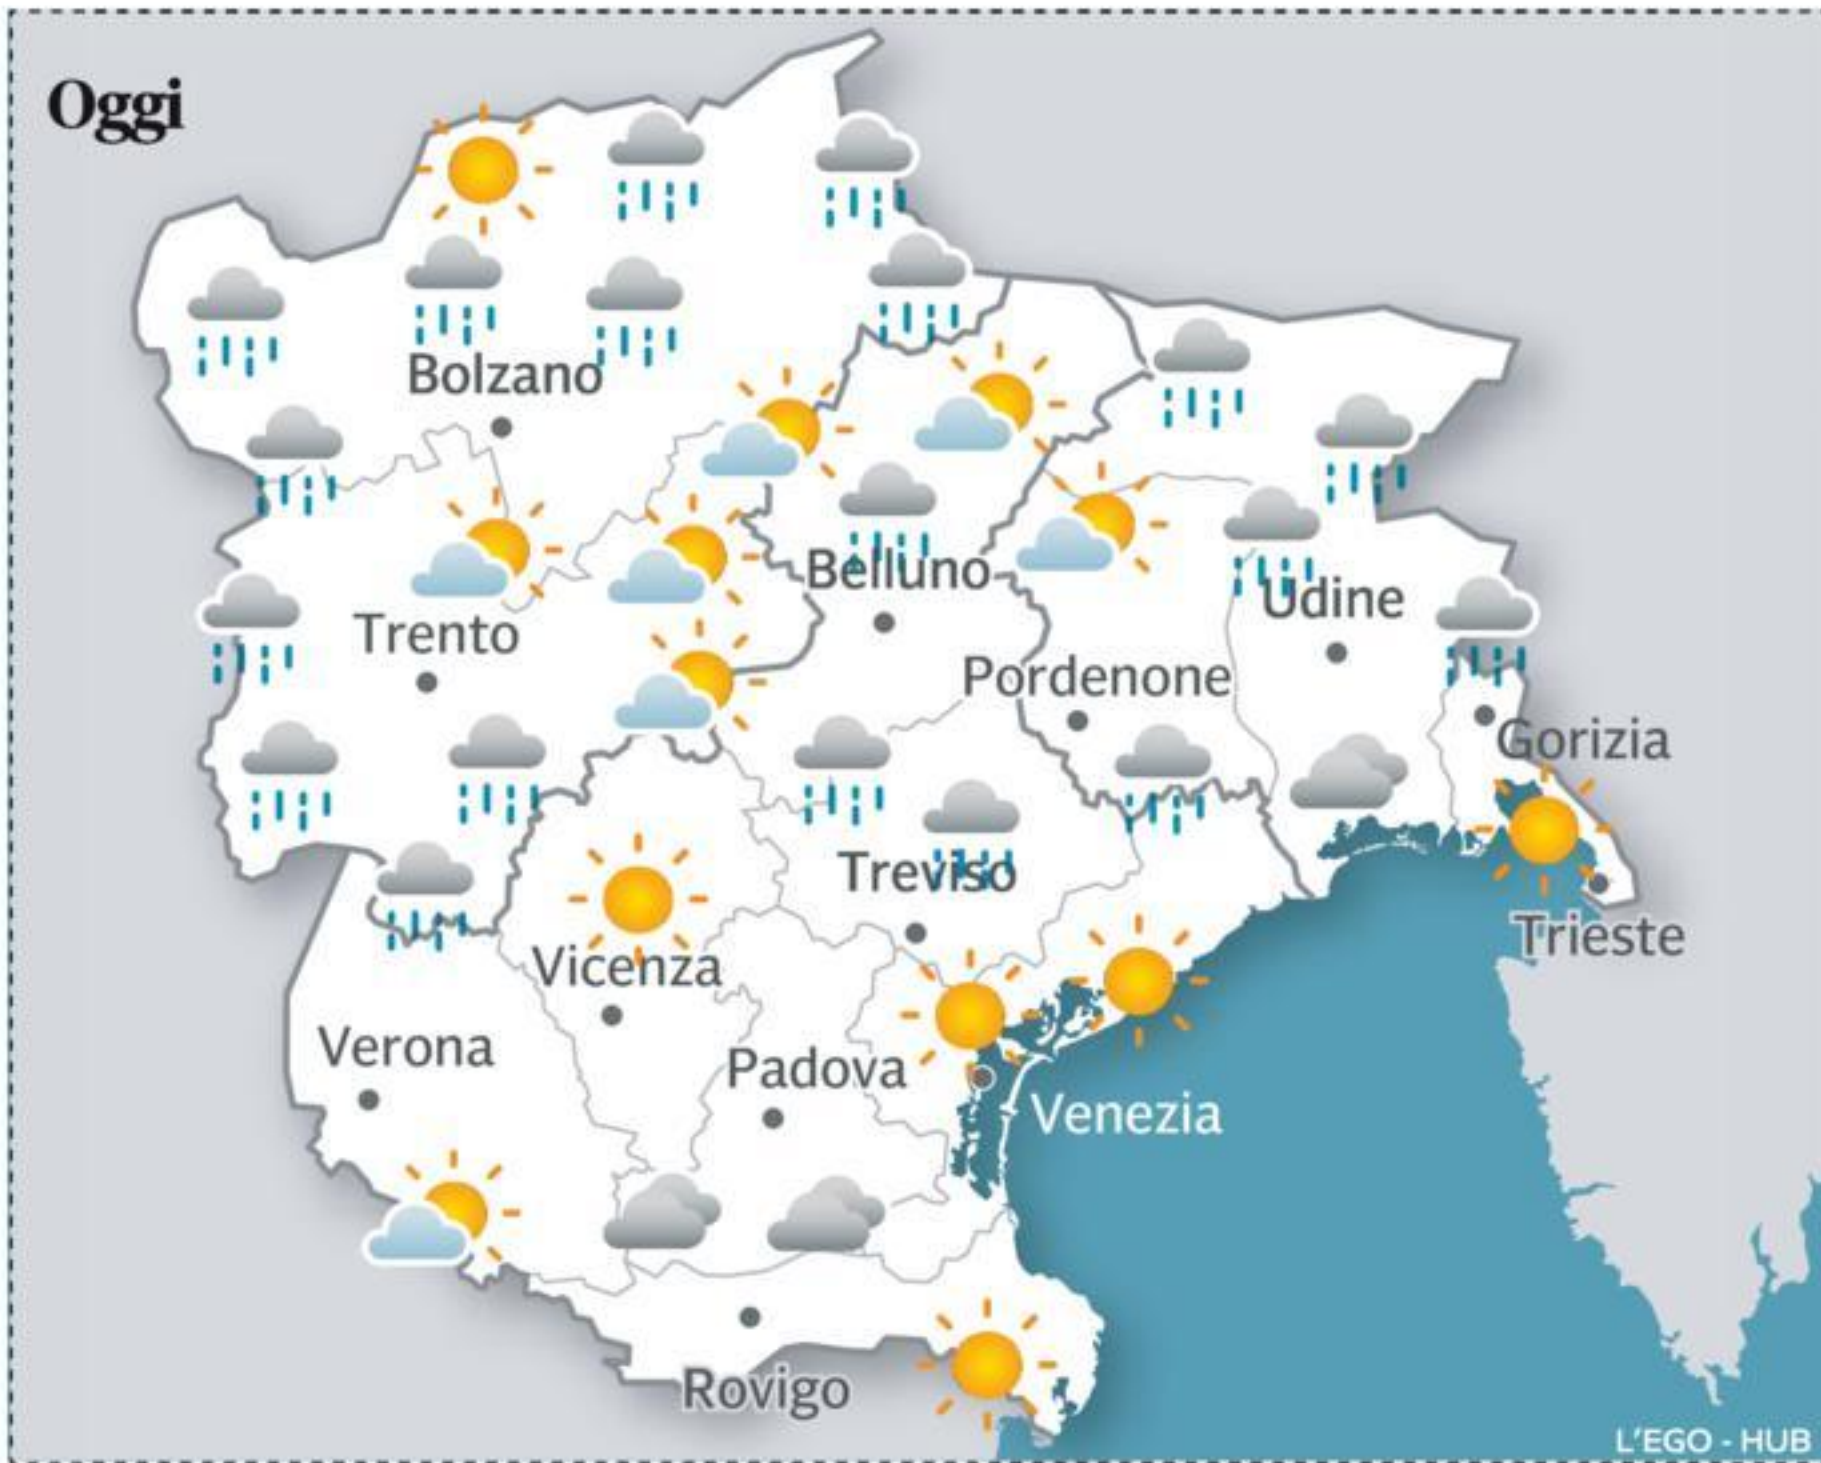 Oggi
Bolzano
Belluno
Udine
Trento
Pordenone
Gorizia
Treviso
Trieste
Vicenza
Verona
Padova
Venezia
Rovigo
L'EGO - HUB